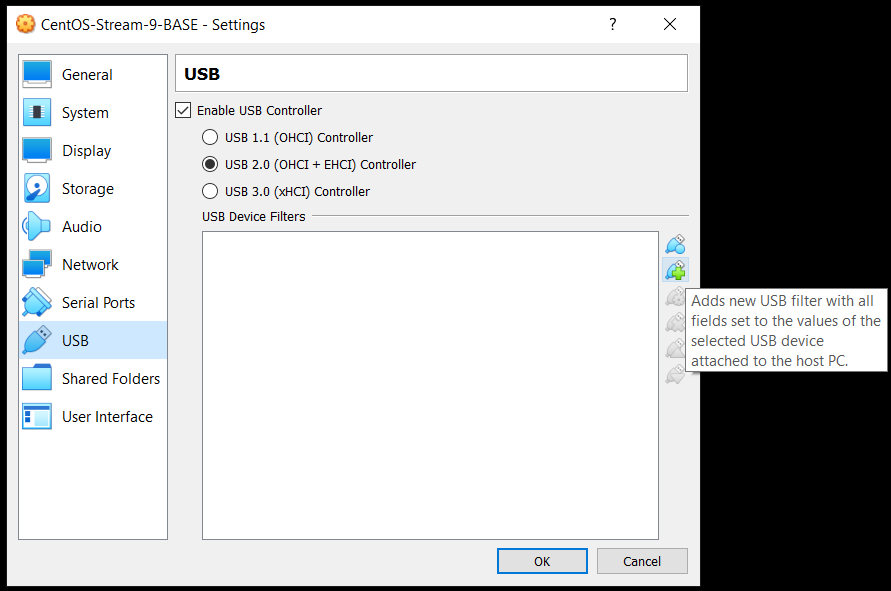 CentOS-Stream-9-BASE - Settings
?
General
System
Display
Storage
Audio
Network
Serial Ports
USB
Shared Folders
User Interface
USB
Enable USB Controller
USB 1.1 (OHCI) Controller
USB 2.0 (OHCI + EHCI) Controller
USB 3.0 (xHCI) Controller
USB Device Filters
Adds new USB filter with all
fields set to the values of the
selected USB device
attached to the host PC.
OK
Cancel